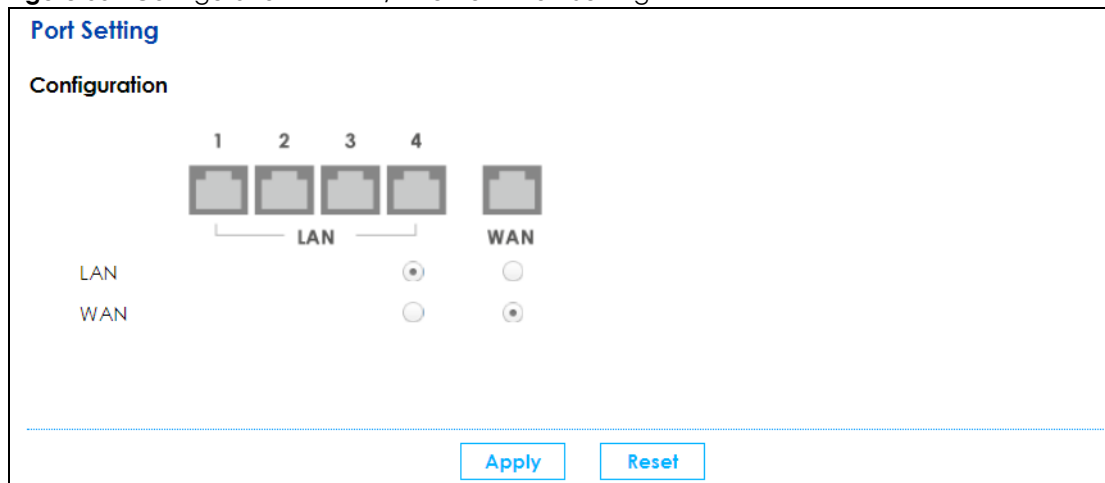 Port Setting
Configuration
1 2 3 4
LAN WAN
LAN
WAN
Apply Reset